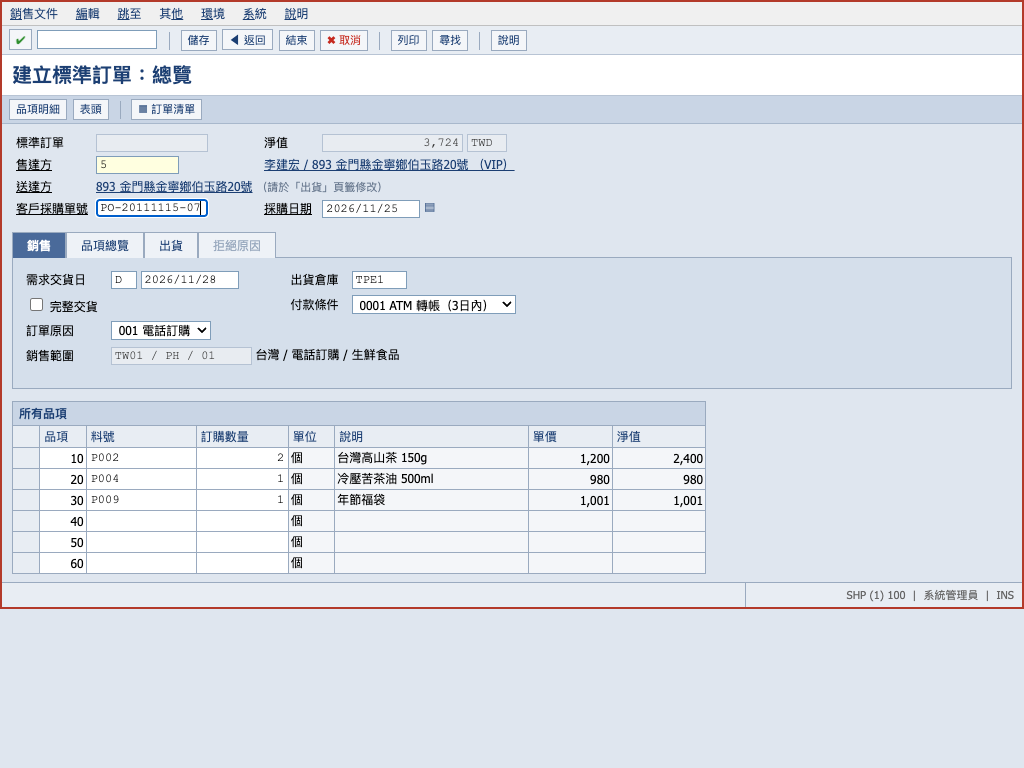 銷售文件 編輯 跳至 其他 環境 系統 說明
✔ 儲存 ◀ 返回 結束 ✖ 取消 列印 尋找 說明
建立標準訂單：總覽
品項明細 表頭 訂單清單
標準訂單 淨值 3,724 TWD
售達方 5 李建宏 / 893 金門縣金寧鄉伯玉路20號 （VIP）
送達方 893 金門縣金寧鄉伯玉路20號 （請於「出貨」頁籤修改）
客戶採購單號 PO-20111115-07 採購日期 2026/11/25
銷售 品項總覽 出貨 拒絕原因
需求交貨日 D 2026/11/28 出貨倉庫 TPE1
完整交貨 付款條件 0001 ATM 轉帳（3日內）
訂單原因 001 電話訂購
銷售範圍 TW01 / PH / 01 台灣 / 電話訂購 / 生鮮食品
所有品項
品項 料號 訂購數量 單位 說明 單價 淨值
10 P002 2 個 台灣高山茶 150g 1,200 2,400
20 P004 1 個 冷壓苦茶油 500ml 980 980
30 P009 1 個 年節福袋 1,001 1,001
40 個
50 個
60 個
SHP (1) 100 | 系統管理員 | INS